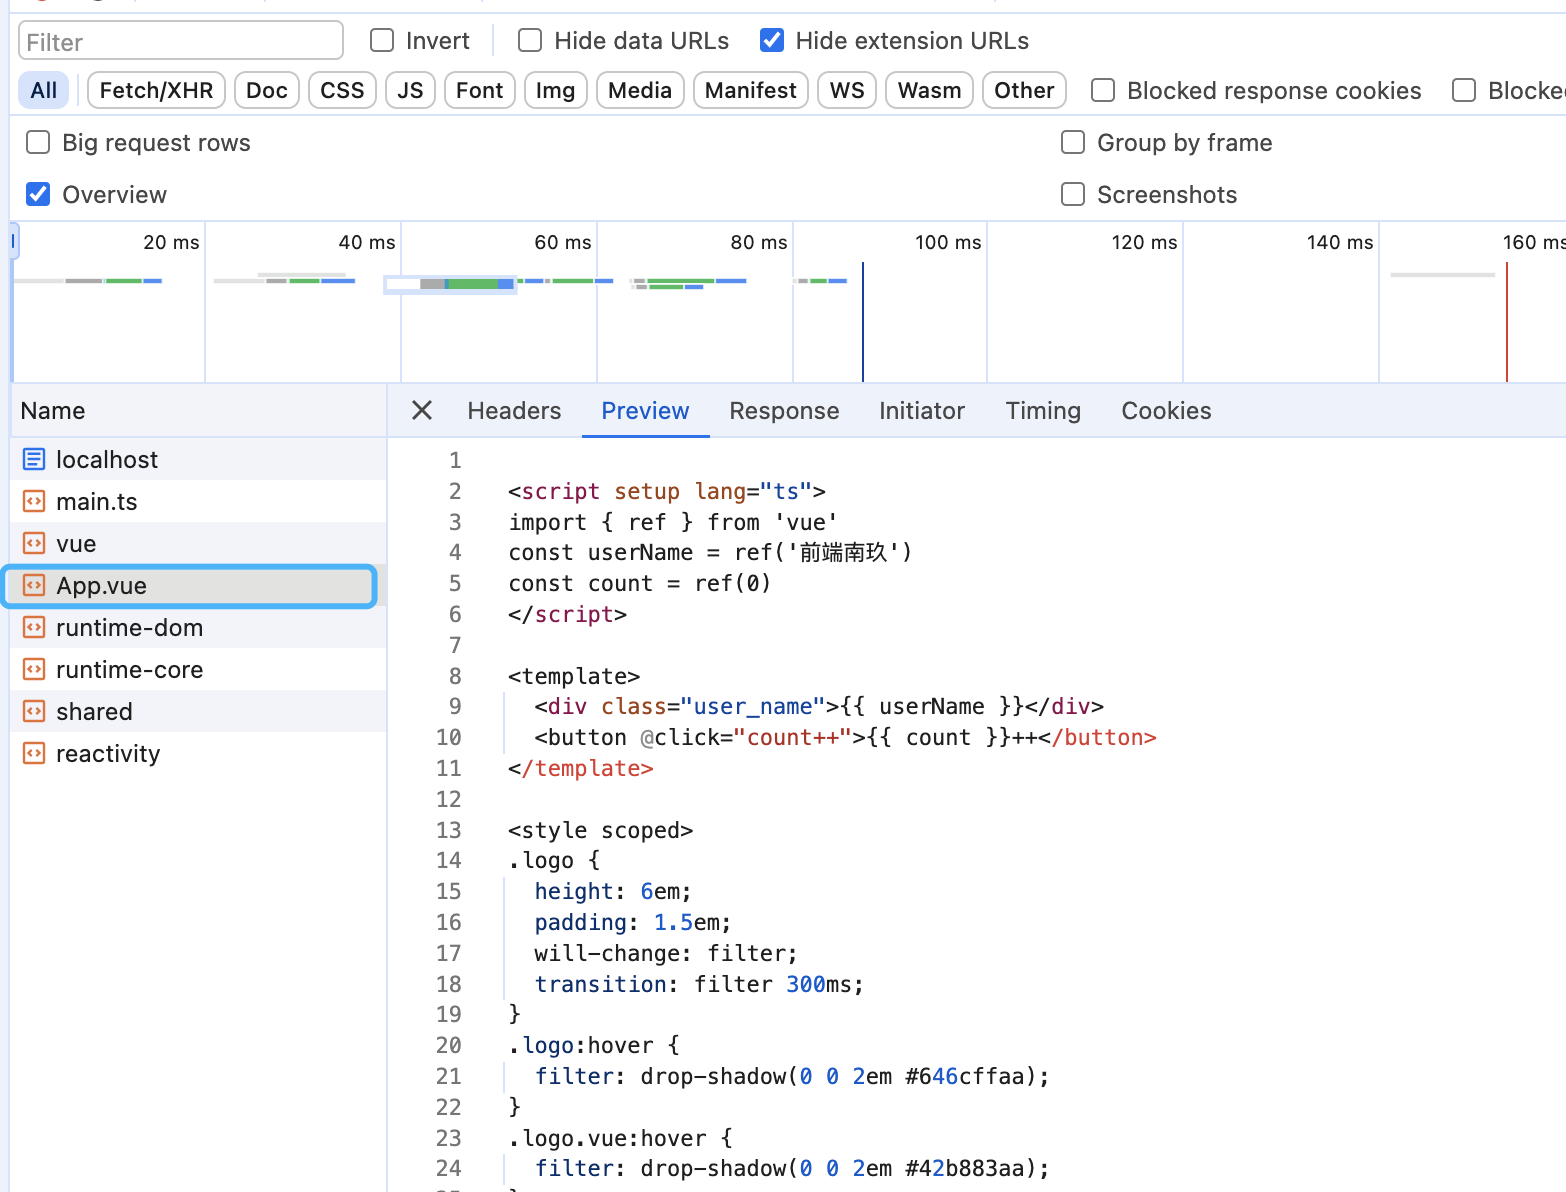 Filter
Invert
Hide data URLs
Hide extension URLs
All
Fetch/XHR
Doc
CSS
JS
Font
Img
Media
Manifest
WS
Wasm
Other
Blocked response cookies
Big request rows
Group by frame
Overview
Screenshots
20 ms
40 ms
60 ms
80 ms
100 ms
120 ms
140 ms
160 ms
Name
Headers
Preview
Response
Initiator
Timing
Cookies
localhost
main.ts
vue
App.vue
runtime-dom
runtime-core
shared
reactivity
1
2 <script setup lang="ts">
3 import { ref } from 'vue'
4 const userName = ref('前端南玖')
5 const count = ref(0)
6 </script>
7
8 <template>
9 <div class="user_name">{{ userName }}</div>
10 <button @click="count++">{{ count }}++</button>
11 </template>
12
13 <style scoped>
14 .logo {
15 height: 6em;
16 padding: 1.5em;
17 will-change: filter;
18 transition: filter 300ms;
19 }
20 .logo:hover {
21 filter: drop-shadow(0 0 2em #646cffaa);
22 }
23 .logo.vue:hover {
24 filter: drop-shadow(0 0 2em #42b883aa);